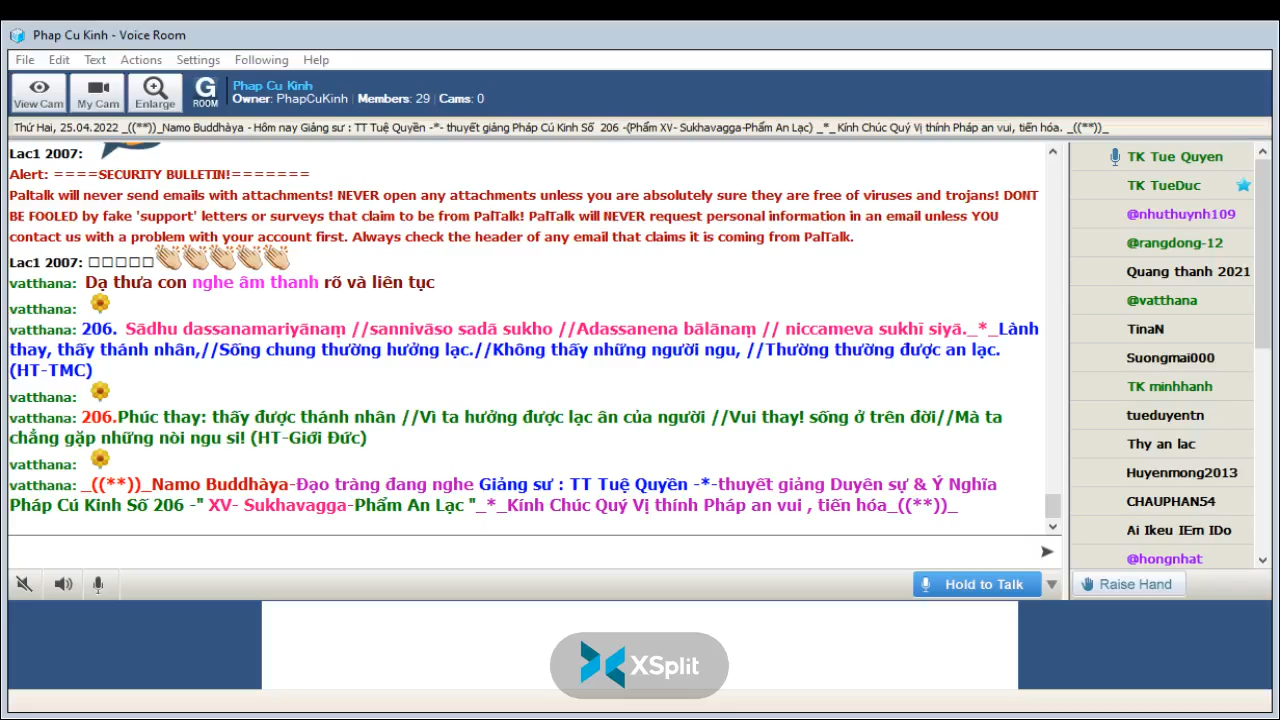 Phap Cu Kinh - Voice Room
File Edit Text Actions Settings Following Help
View Cam My Cam Enlarge G ROOM
Phap Cu Kinh
Owner: PhapCuKinh | Members: 29 | Cams: 0
Thứ Hai, 25.04.2022 _((**))_Namo Buddhàya - Hôm nay Giảng sư : TT Tuệ Quyền -*- thuyết giảng Pháp Cú Kinh Số 206 -(Phẩm XV- Sukhavagga-Phẩm An Lạc) _*_ Kính Chúc Quý Vị thính Pháp an vui, tiến hóa. _((**))_
Lac1 2007:
Alert: ====SECURITY BULLETIN!=======
Paltalk will never send emails with attachments! NEVER open any attachments unless you are absolutely sure they are free of viruses and trojans! DONT
BE FOOLED by fake 'support' letters or surveys that claim to be from PalTalk! PalTalk will NEVER request personal information in an email unless YOU
contact us with a problem with your account first. Always check the header of any email that claims it is coming from PalTalk.
Lac1 2007: □□□□□
vatthana: Dạ thưa con nghe âm thanh rõ và liên tục
vatthana:
vatthana: 206. Sādhu dassanamariyānaṃ //sannivāso sadā sukho //Adassanena bālānaṃ // niccameva sukhī siyā._*_Lành
thay, thấy thánh nhân,//Sống chung thường hưởng lạc.//Không thấy những người ngu, //Thường thường được an lạc.
(HT-TMC)
vatthana:
vatthana: 206.Phúc thay: thấy được thánh nhân //Vì ta hưởng được lạc ân của người //Vui thay! sống ở trên đời//Mà ta
chẳng gặp những nòi ngu si! (HT-Giới Đức)
vatthana:
vatthana: _((**))_Namo Buddhàya-Đạo tràng đang nghe Giảng sư : TT Tuệ Quyền -*-thuyết giảng Duyên sự & Ý Nghĩa
Pháp Cú Kinh Số 206 -" XV- Sukhavagga-Phẩm An Lạc "_*_Kính Chúc Quý Vị thính Pháp an vui , tiến hóa_((**))_
Hold to Talk
TK Tue Quyen
TK TueDuc
@nhuthuynh109
@rangdong-12
Quang thanh 2021
@vatthana
TinaN
Suongmai000
TK minhhanh
tueduyentn
Thy an lac
Huyenmong2013
CHAUPHAN54
Ai Ikeu IEm IDo
@hongnhat
Raise Hand
XSplit